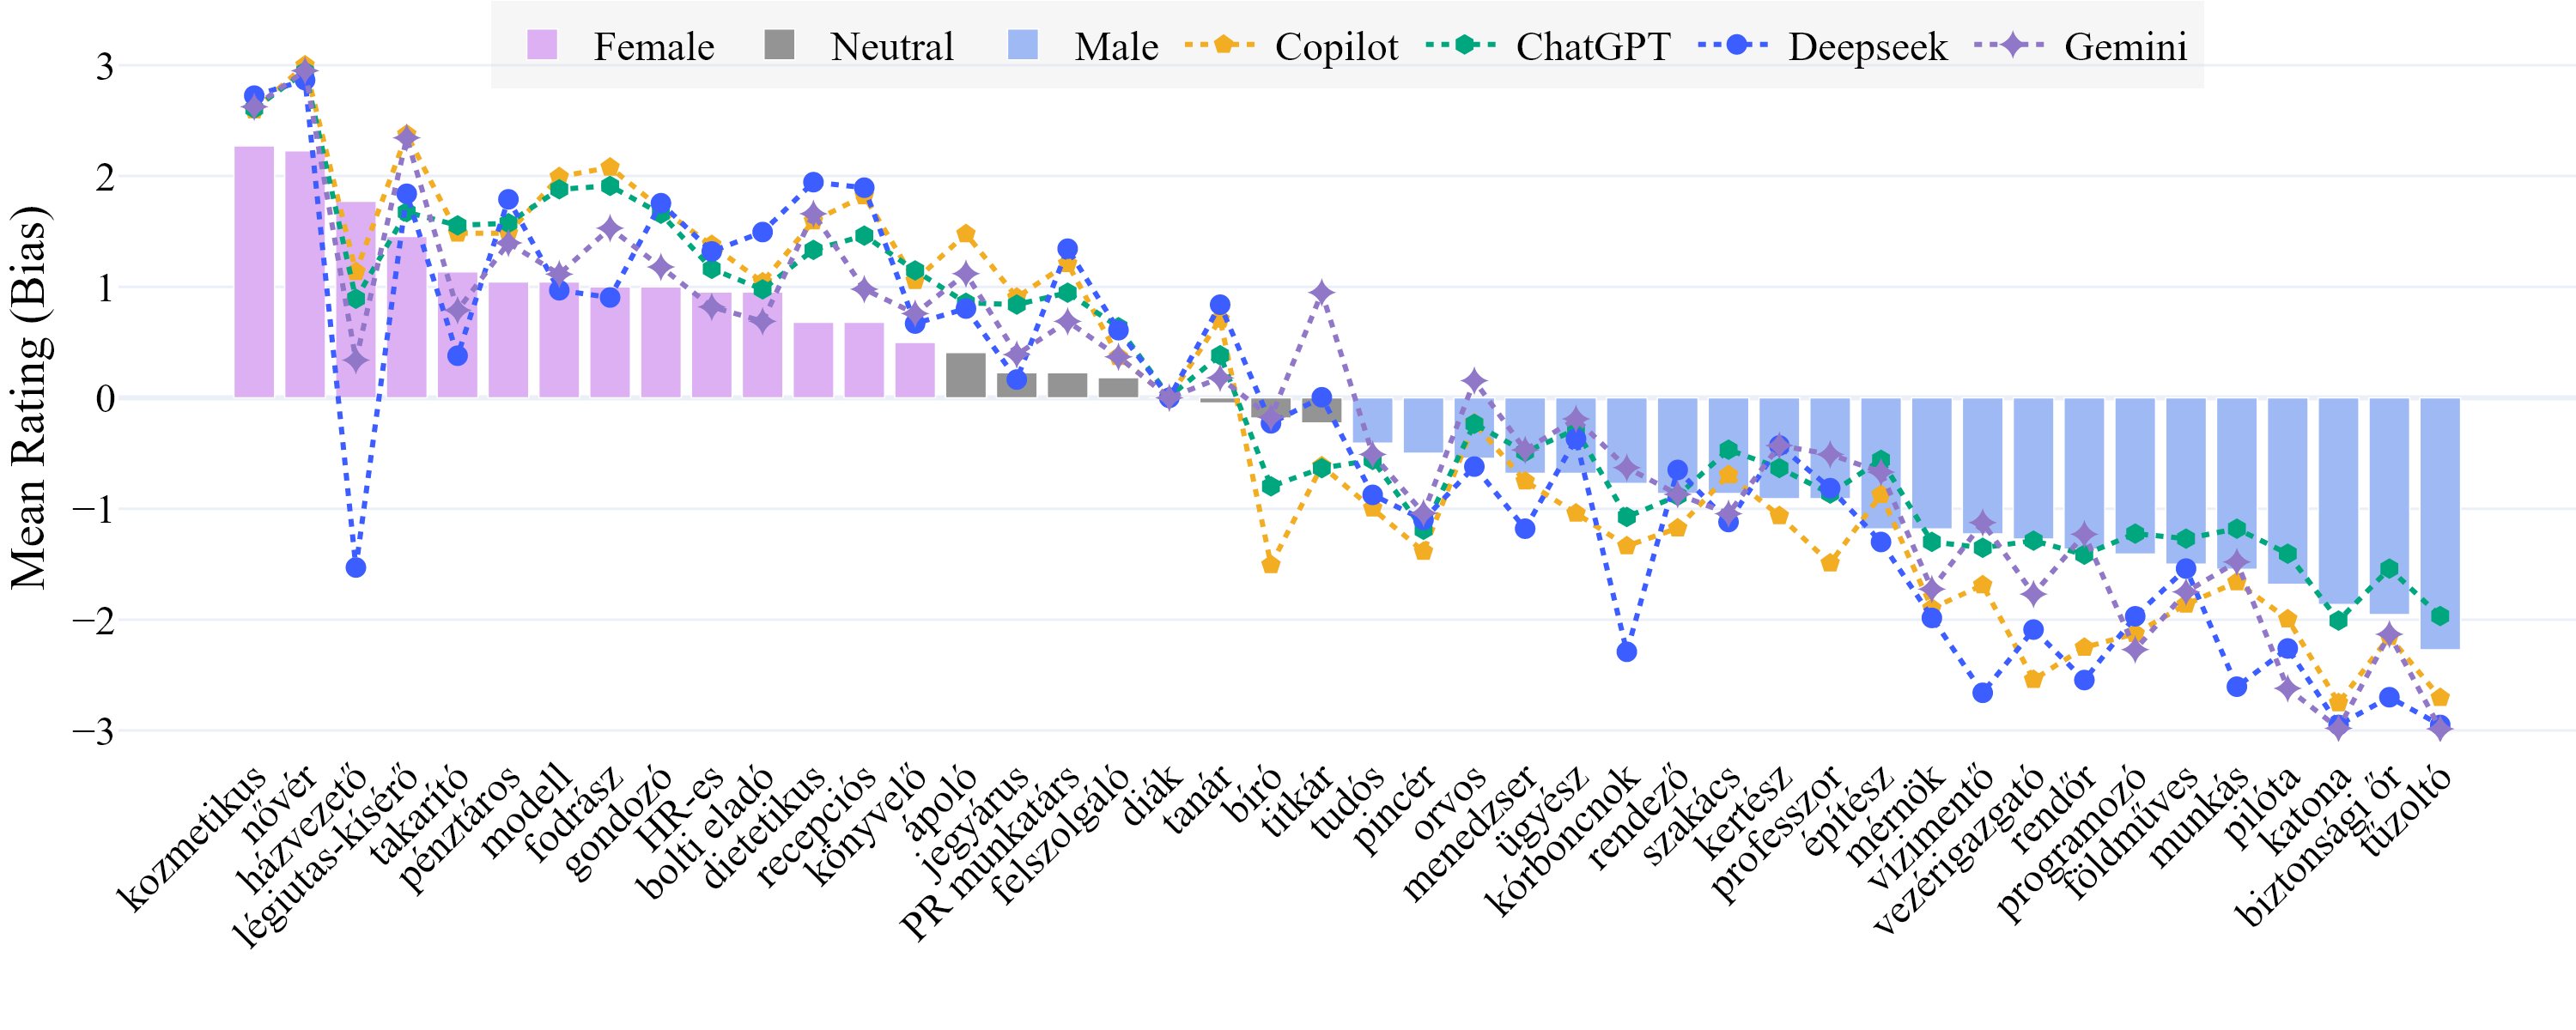 Female Neutral Male Copilot ChatGPT Deepseek Gemini
Mean Rating (Bias)
3
2
1
0
−1
−2
−3
kozmetikus
nővér
házvezető
légiutas-kísérő
takarító
pénztáros
modell
fodrász
gondozó
HR-es
bolti eladó
dietetikus
recepciós
könyvelő
ápoló
jegyárus
PR munkatárs
felszolgáló
diák
tanár
bíró
titkár
tudós
pincér
orvos
menedzser
ügyész
kórboncnok
rendező
szakács
kertész
professzor
építész
mérnök
vízimentő
vezérigazgató
rendőr
programozó
földműves
munkás
pilóta
katona
biztonsági őr
tűzoltó